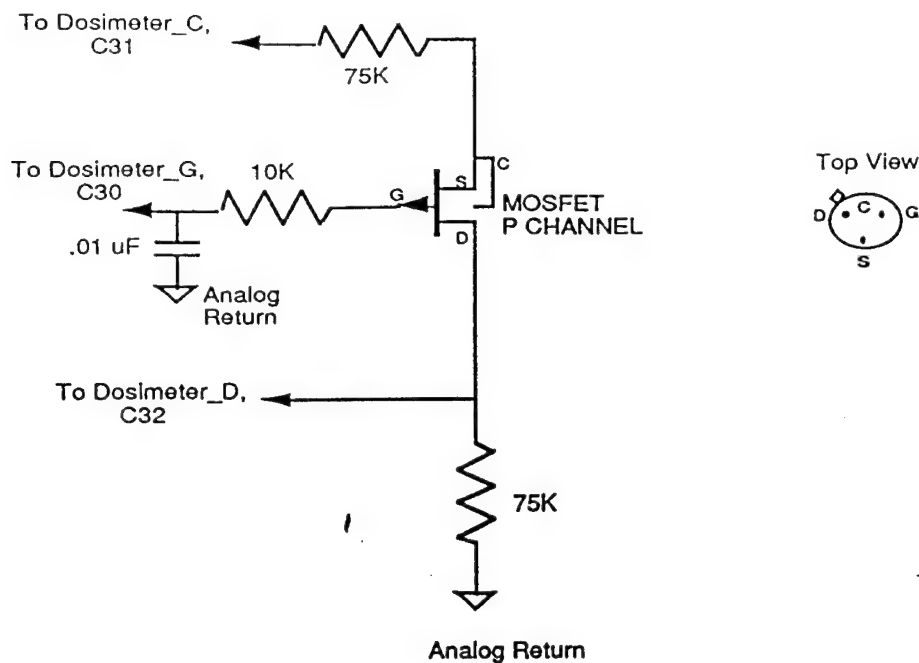 To Dosimeter_C,
C31
75K
C
S
To Dosimeter_G,
C30
10K
G
MOSFET
P CHANNEL
D
.01 uF
Analog
Return
To Dosimeter_D,
C32
75K
Analog Return
Top View
D
C
G
S